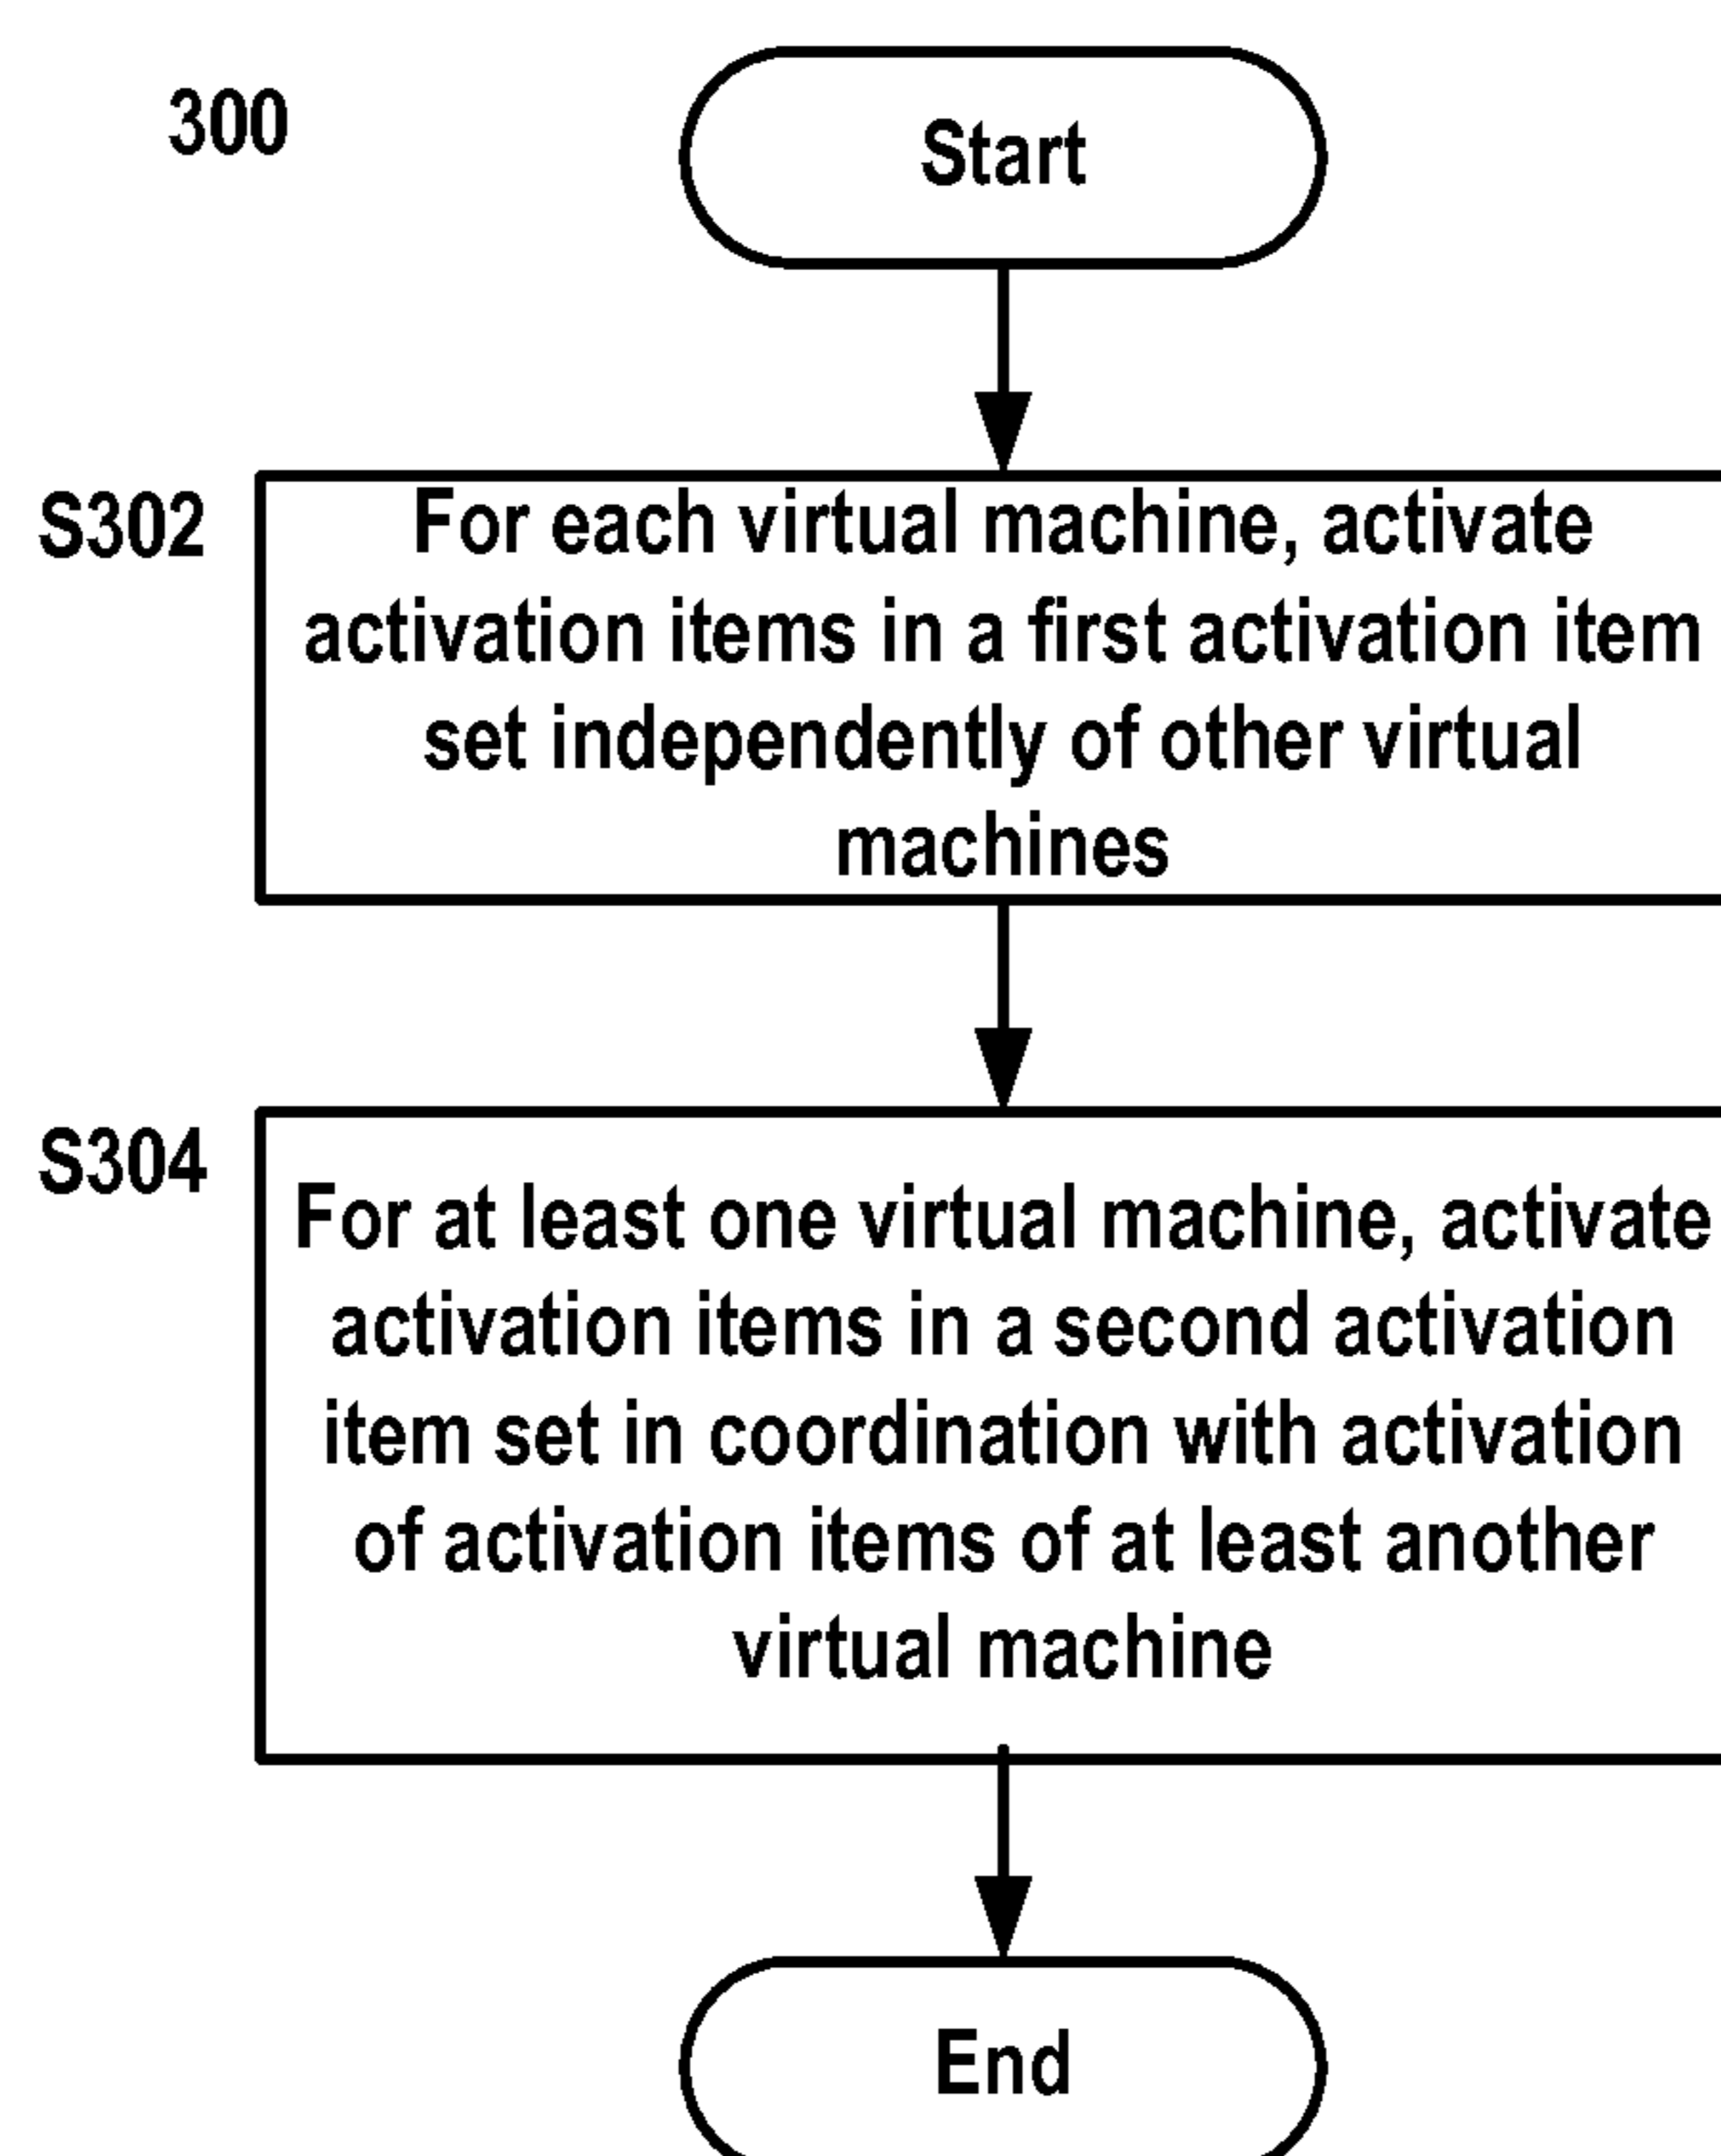 300
Start
S302
For each virtual machine, activate
activation items in a first activation item
set independently of other virtual
machines
S304
For at least one virtual machine, activate
activation items in a second activation
item set in coordination with activation
of activation items of at least another
virtual machine
End